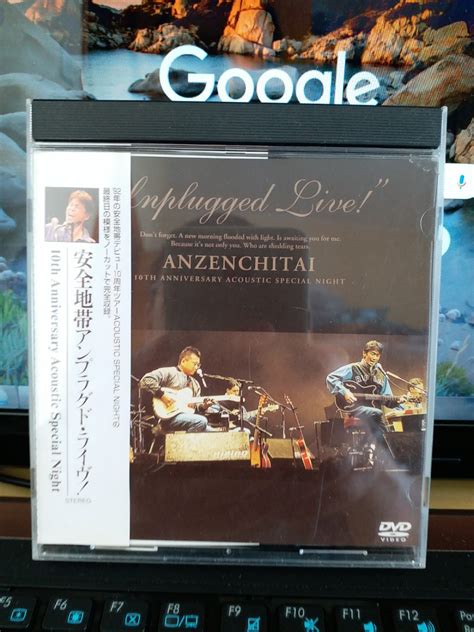 Google
Unplugged Live!"
Don't forget. A new morning flooded with light. Is awaiting you for me.
Because it's not only you. Who are shedding tears.
ANZENCHITAI
10TH ANNIVERSARY ACOUSTIC SPECIAL NIGHT
'92年の安全地帯デビュー10周年ツアーACOUSTIC SPECIAL NIGHTの
最終日の模様をノーカットで完全収録。
安全地帯アンプラグド・ライヴ!
10th Anniversary Acoustic Special Night
STEREO
DVD
VIDEO
F5
F6
F7
F8
F9
F10
F11
F12